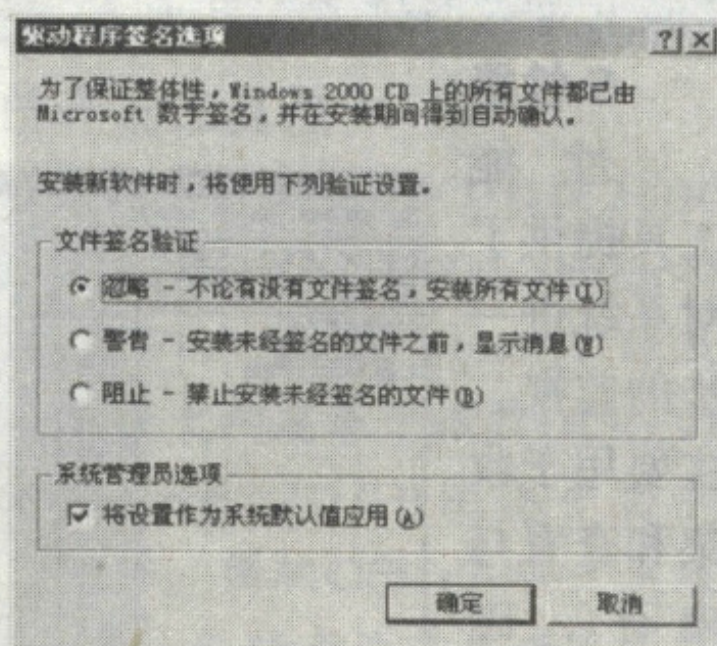 驱动程序签名选项
为了保证整体性，Windows 2000 CD 上的所有文件都已由
Microsoft 数字签名，并在安装期间得到自动确认。
安装新软件时，将使用下列验证设置。
文件签名验证
忽略 - 不论有没有文件签名，安装所有文件(I)
警告 - 安装未经签名的文件之前，显示消息(W)
阻止 - 禁止安装未经签名的文件(B)
系统管理员选项
将设置作为系统默认值应用(A)
确定 取消